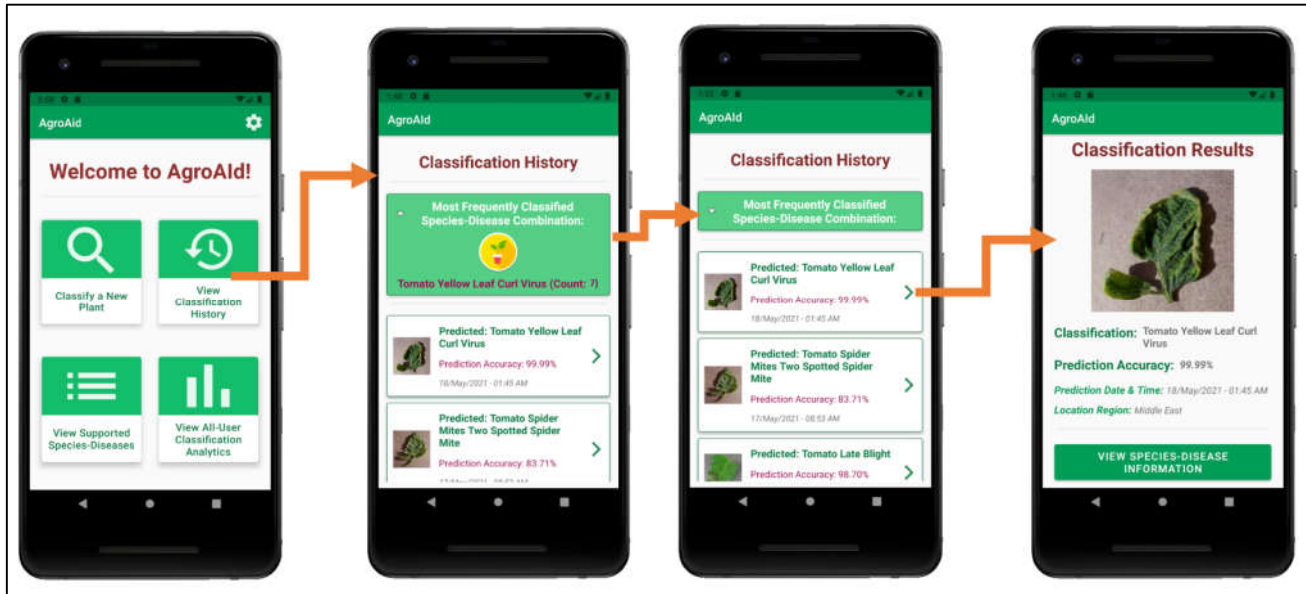 AgroAid
Welcome to AgroAId!
Classify a New
Plant
View
Classification
History
View Supported
Species-Diseases
View All-User
Classification
Analytics
AgroAId
Classification History
Most Frequently Classified
Species-Disease Combination:
Tomato Yellow Leaf Curl Virus (Count: 7)
Predicted: Tomato Yellow Leaf
Curl Virus
Prediction Accuracy: 99.99%
18/May/2021 - 01:45 AM
Predicted: Tomato Spider
Mites Two Spotted Spider
Mite
Prediction Accuracy: 83.71%
AgroAId
Classification History
Most Frequently Classified
Species-Disease Combination:
Predicted: Tomato Yellow Leaf
Curl Virus
Prediction Accuracy: 99.99%
18/May/2021 - 01:45 AM
Predicted: Tomato Spider
Mites Two Spotted Spider
Mite
Prediction Accuracy: 83.71%
17/May/2021 - 08:53 AM
Predicted: Tomato Late Blight
Prediction Accuracy: 98.70%
AgroAId
Classification Results
Classification: Tomato Yellow Leaf Curl
Virus
Prediction Accuracy: 99.99%
Prediction Date & Time: 18/May/2021 - 01:45 AM
Location Region: Middle East
VIEW SPECIES-DISEASE
INFORMATION